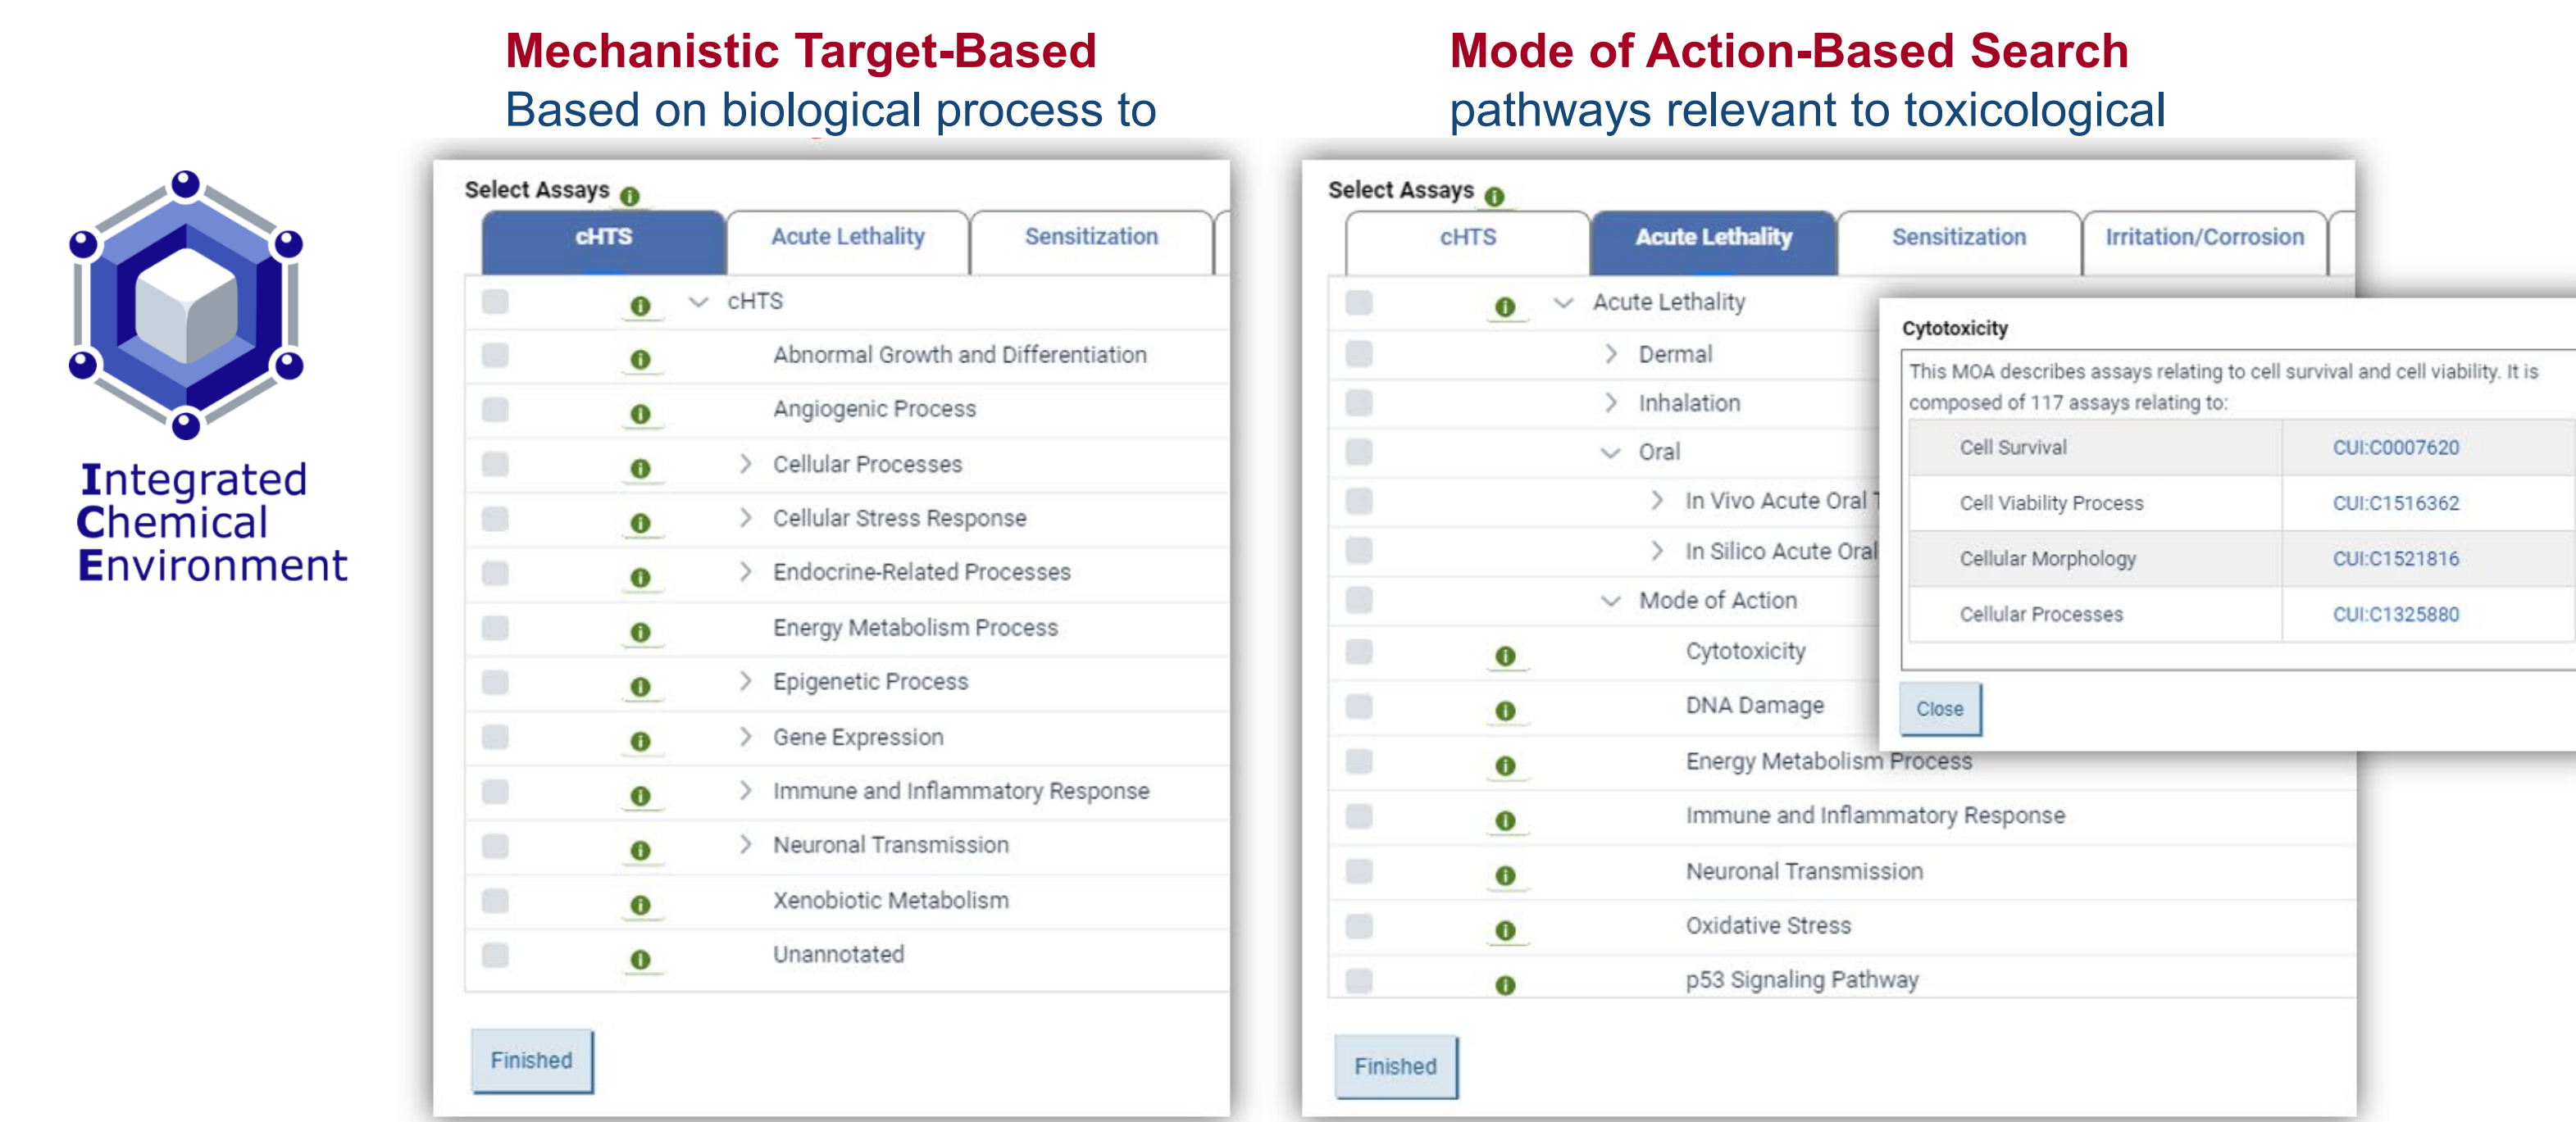 Mechanistic Target-Based
Based on biological process to
Mode of Action-Based Search
pathways relevant to toxicological
Integrated
Chemical
Environment
Select Assays
cHTS
Acute Lethality
Sensitization
cHTS
Abnormal Growth and Differentiation
Angiogenic Process
Cellular Processes
Cellular Stress Response
Endocrine-Related Processes
Energy Metabolism Process
Epigenetic Process
Gene Expression
Immune and Inflammatory Response
Neuronal Transmission
Xenobiotic Metabolism
Unannotated
Finished
Select Assays
cHTS
Acute Lethality
Sensitization
Irritation/Corrosion
Acute Lethality
Dermal
Inhalation
Oral
In Vivo Acute Oral
In Silico Acute Oral
Mode of Action
Cytotoxicity
DNA Damage
Energy Metabolism Process
Immune and Inflammatory Response
Neuronal Transmission
Oxidative Stress
p53 Signaling Pathway
Finished
Cytotoxicity
This MOA describes assays relating to cell survival and cell viability. It is
composed of 117 assays relating to:
Cell Survival CUI:C0007620
Cell Viability Process CUI:C1516362
Cellular Morphology CUI:C1521816
Cellular Processes CUI:C1325880
Close